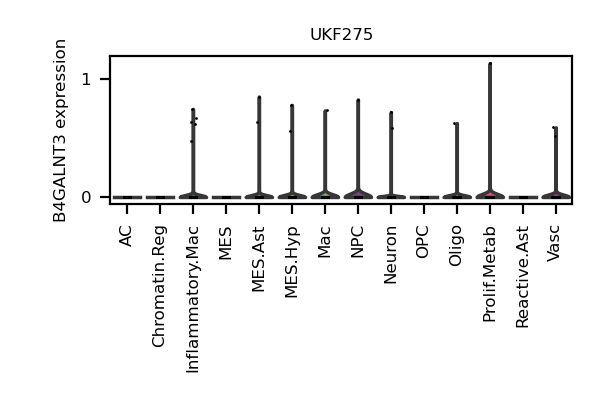 UKF275
B4GALNT3 expression
1
0
AC
Chromatin.Reg
Inflammatory.Mac
MES
MES.Ast
MES.Hyp
Mac
NPC
Neuron
OPC
Oligo
Prolif.Metab
Reactive.Ast
Vasc